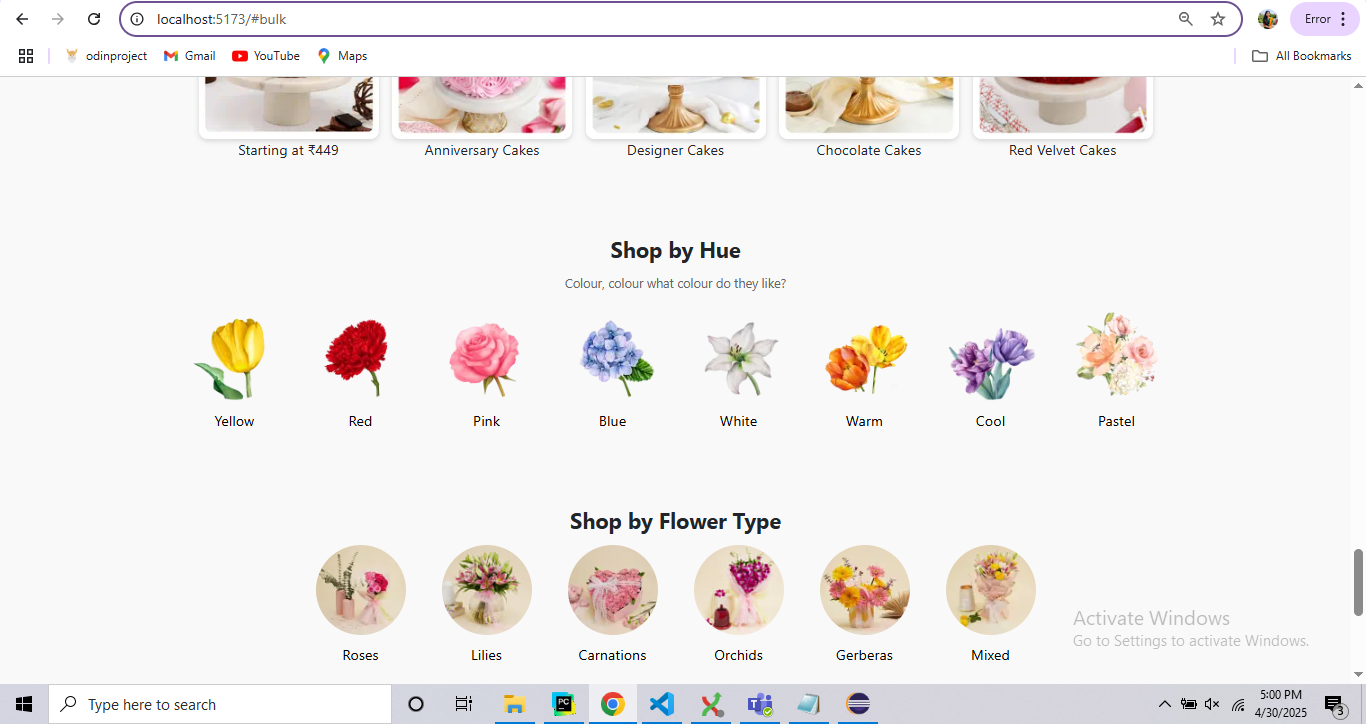 localhost:5173/#bulk
Error
odinproject
Gmail
YouTube
Maps
All Bookmarks
Starting at ₹449
Anniversary Cakes
Designer Cakes
Chocolate Cakes
Red Velvet Cakes
Shop by Hue
Colour, colour what colour do they like?
Yellow
Red
Pink
Blue
White
Warm
Cool
Pastel
Shop by Flower Type
Roses
Lilies
Carnations
Orchids
Gerberas
Mixed
Activate Windows
Go to Settings to activate Windows.
Type here to search
PC
5:00 PM
4/30/2025
3